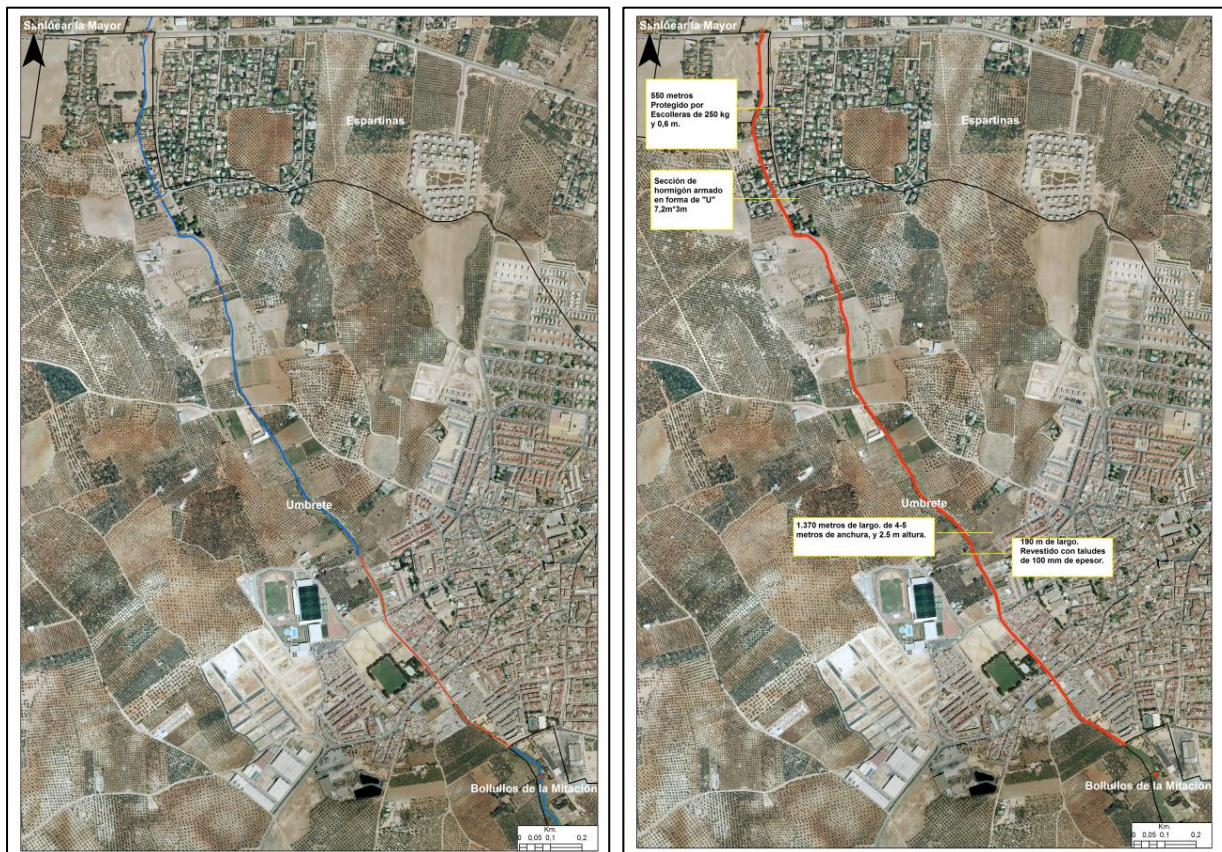 Sanlúcar la Mayor
Espartinas
Umbrete
Bollullos de la Mitación
Km.
0 0,05 0,1 0,2
Sanlúcar la Mayor
550 metros
Protegido por
Escolleras de 250 kg
y 0,6 m.
Espartinas
Sección de
hormigón armado
en forma de "U"
7,2m*3m
Umbrete
1.370 metros de largo. de 4-5
metros de anchura, y 2.5 m altura.
190 m de largo.
Revestido con taludes
de 100 mm de epesor.
Bollullos de la Mitación
Km.
0 0,05 0,1 0,2